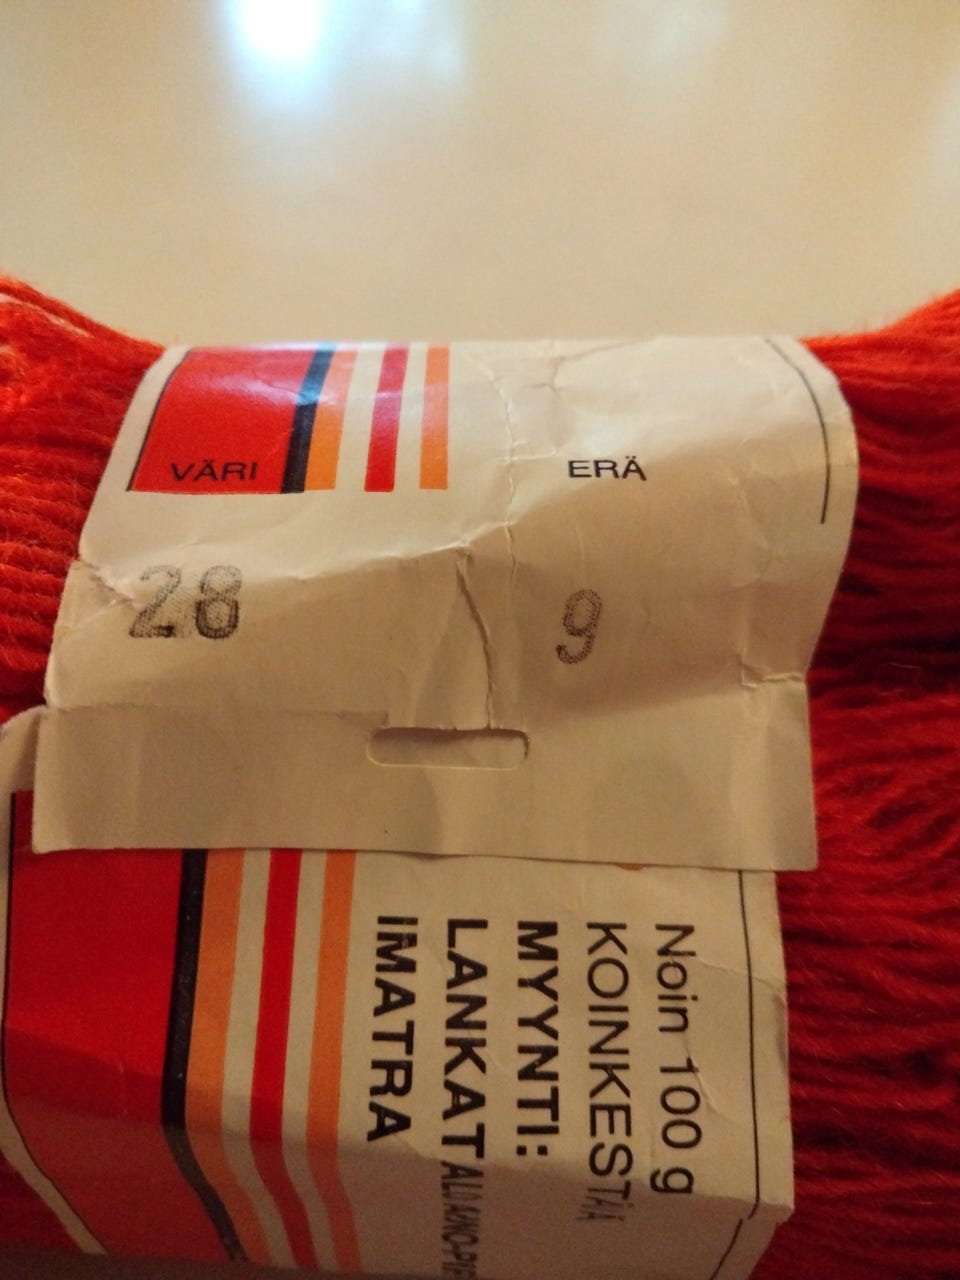 VÄRI ERÄ
28 9
Noin 100 g
KOINKESTÄÄ
MYYNTI:
LANKAT
IMATRA